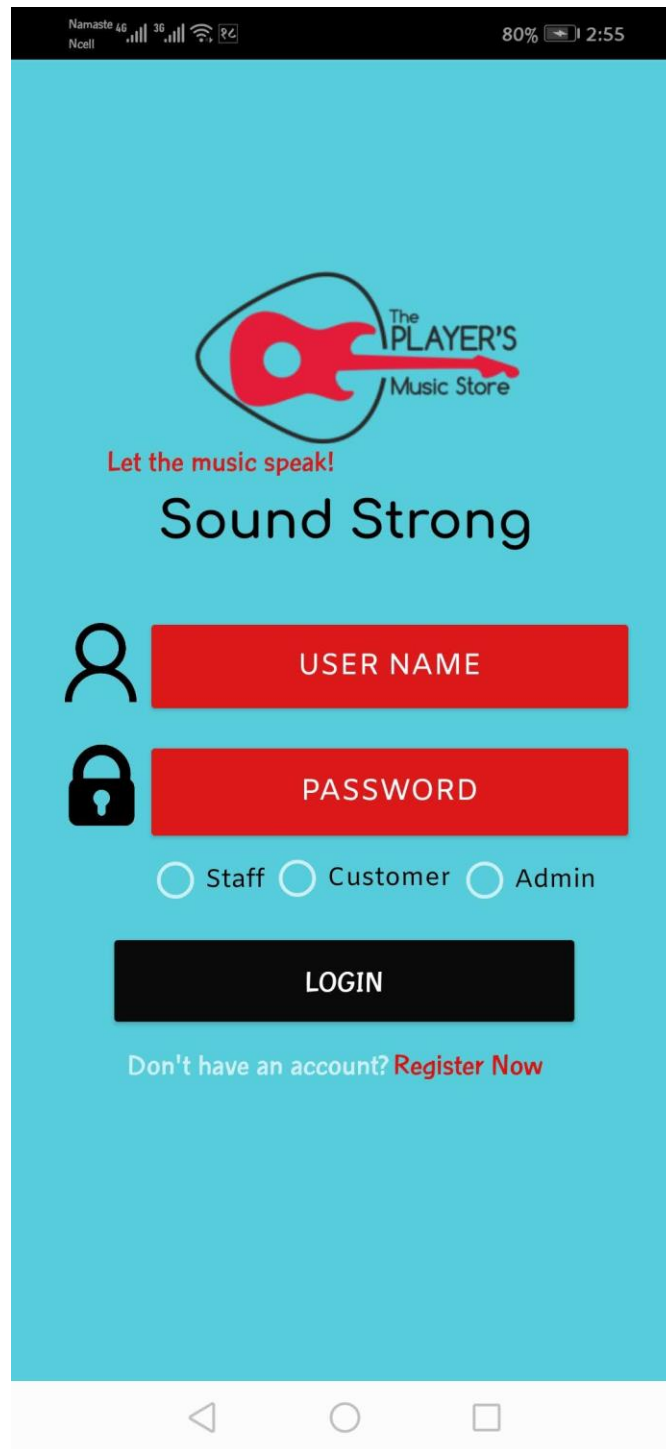 Namaste 4G 3G १८ 80% 2:55
Ncell
The
PLAYER'S
Music Store
Let the music speak!
Sound Strong
USER NAME
PASSWORD
Staff Customer Admin
LOGIN
Don't have an account? Register Now